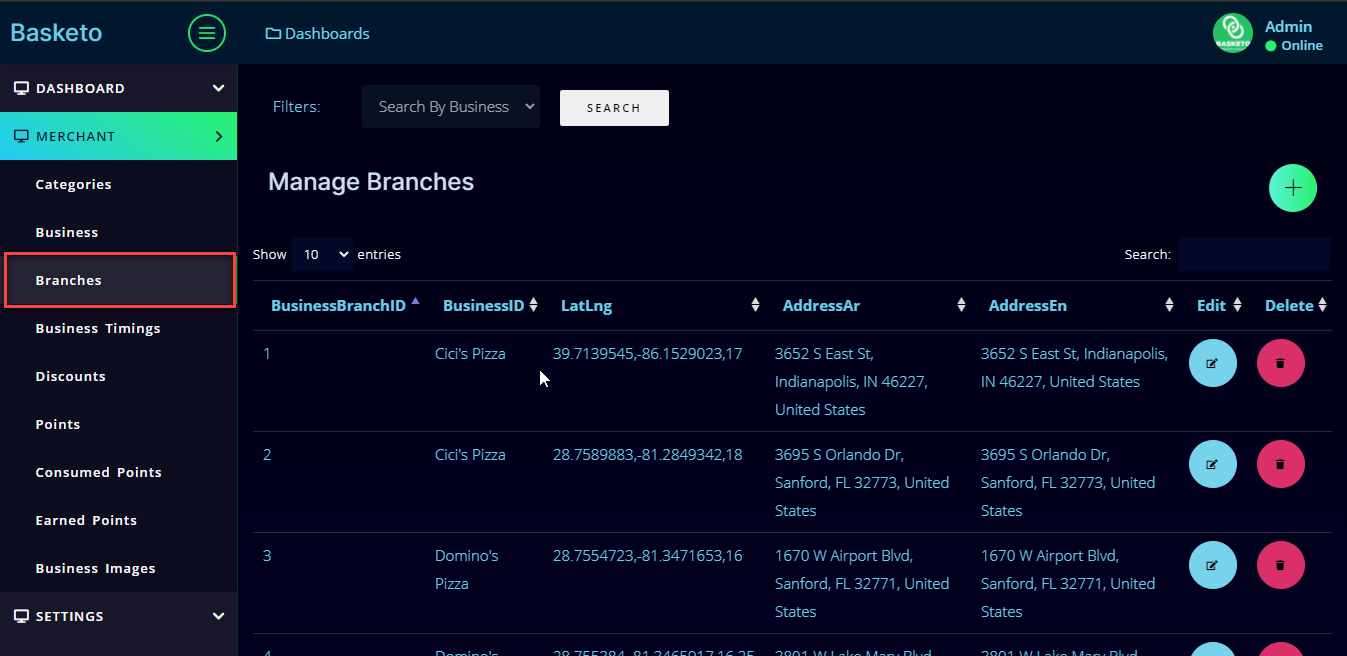 Basketo
Dashboards
Admin
Online
BASKETO
DASHBOARD
MERCHANT
Categories
Business
Branches
Business Timings
Discounts
Points
Consumed Points
Earned Points
Business Images
SETTINGS
Filters:
Search By Business
SEARCH
Manage Branches
Show 10 entries
Search:
BusinessBranchID BusinessID LatLng AddressAr AddressEn Edit Delete
1 Cici's Pizza 39.7139545,-86.1529023,17 3652 S East St, 3652 S East St, Indianapolis,
Indianapolis, IN 46227, IN 46227, United States
United States
2 Cici's Pizza 28.7589883,-81.2849342,18 3695 S Orlando Dr, 3695 S Orlando Dr,
Sanford, FL 32773, United Sanford, FL 32773, United
States States
3 Domino's 28.7554723,-81.3471653,16 1670 W Airport Blvd, 1670 W Airport Blvd,
Pizza Sanford, FL 32771, United Sanford, FL 32771, United
States States
4 Domino's 28.755384,-81.3465017,16.25 3801 W Lake Mary Blvd, 3801 W Lake Mary Blvd,